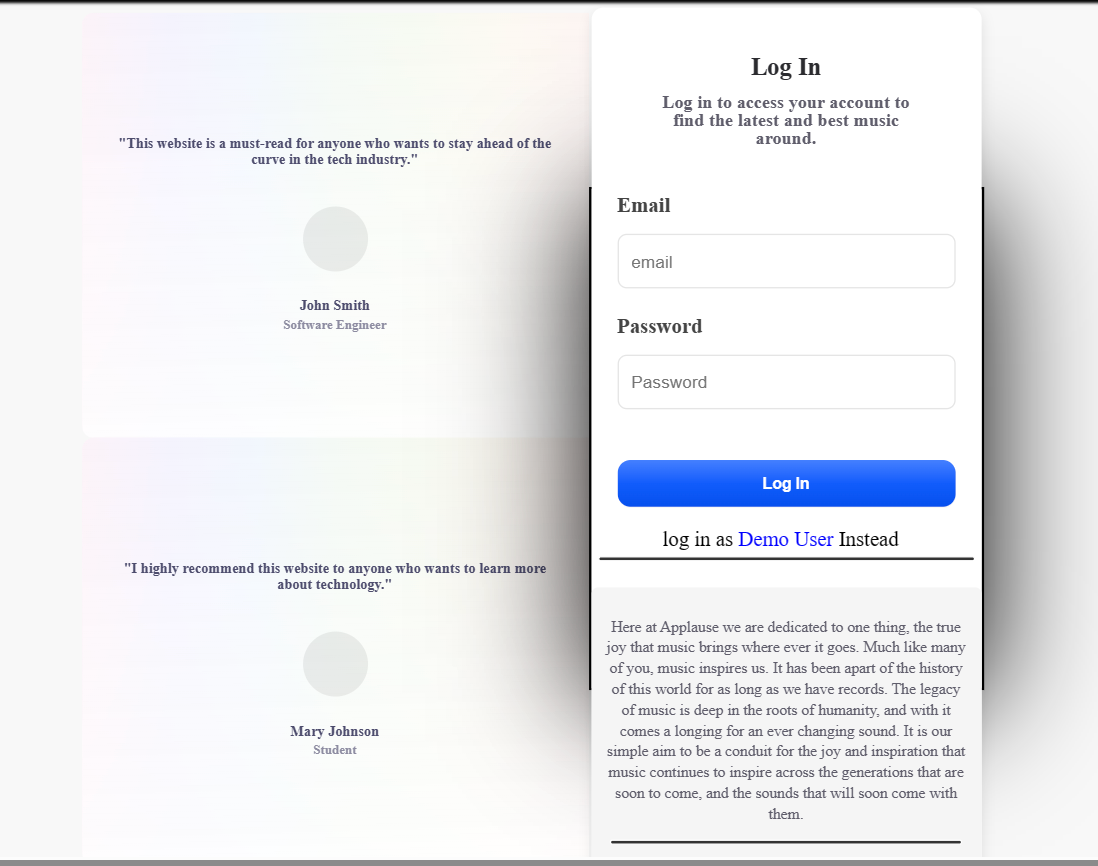 "This website is a must-read for anyone who wants to stay ahead of the
curve in the tech industry."
John Smith
Software Engineer
"I highly recommend this website to anyone who wants to learn more
about technology."
Mary Johnson
Student
Log In
Log in to access your account to
find the latest and best music
around.
Email
email
Password
Password
Log In
log in as Demo User Instead
Here at Applause we are dedicated to one thing, the true
joy that music brings where ever it goes. Much like many
of you, music inspires us. It has been apart of the history
of this world for as long as we have records. The legacy
of music is deep in the roots of humanity, and with it
comes a longing for an ever changing sound. It is our
simple aim to be a conduit for the joy and inspiration that
music continues to inspire across the generations that are
soon to come, and the sounds that will soon come with
them.